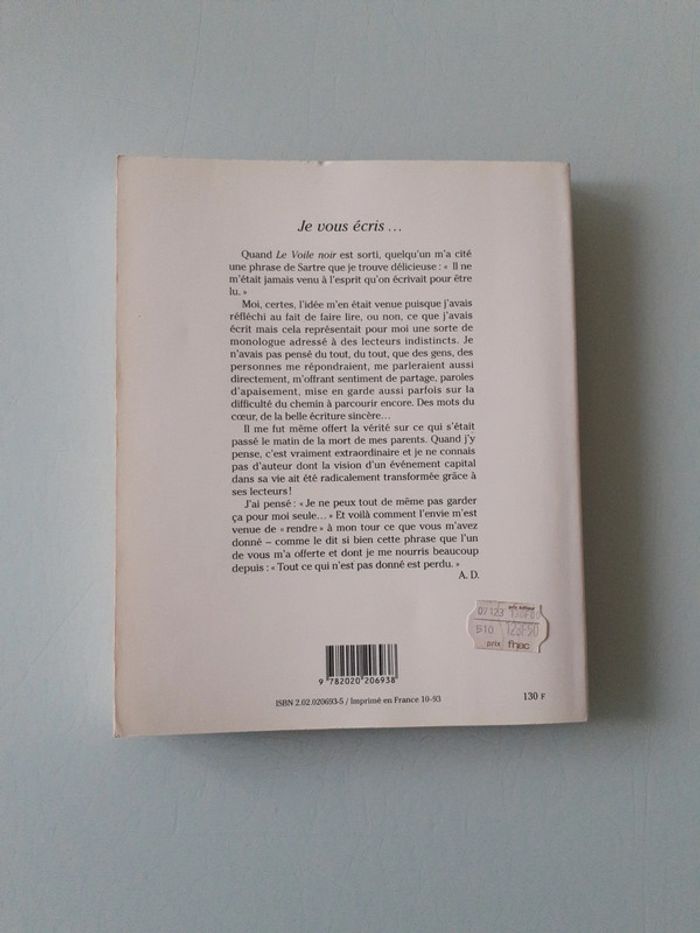 Je vous écris...
Quand Le Voile noir est sorti, quelqu'un m'a cité
une phrase de Sartre que je trouve délicieuse : « Il ne
m'était jamais venu à l'esprit qu'on écrivait pour être
lu. »
Moi, certes, l'idée m'en était venue puisque j'avais
réfléchi au fait de faire lire, ou non, ce que j'avais
écrit mais cela représentait pour moi une sorte de
monologue adressé à des lecteurs indistincts. Je
n'avais pas pensé du tout, du tout, que des gens, des
personnes me répondraient, me parleraient aussi
directement, m'offrant sentiment de partage, paroles
d'apaisement, mise en garde aussi parfois sur la
difficulté du chemin à parcourir encore. Des mots du
cœur, de la belle écriture sincère...
Il me fut même offert la vérité sur ce qui s'était
passé le matin de la mort de mes parents. Quand j'y
pense, c'est vraiment extraordinaire et je ne connais
pas d'auteur dont la vision d'un événement capital
dans sa vie ait été radicalement transformée grâce à
ses lecteurs !
J'ai pensé : « Je ne peux tout de même pas garder
ça pour moi seule... » Et voilà comment l'envie m'est
venue de « rendre » à mon tour ce que vous m'avez
donné – comme le dit si bien cette phrase que l'un
de vous m'a offerte et dont je me nourris beaucoup
depuis : « Tout ce qui n'est pas donné est perdu. »
A. D.
prix éditeur
07123 130F00
510 123F50
prix fnac
9 782020 206938
ISBN 2.02.020693-5 / Imprimé en France 10-93
130 F